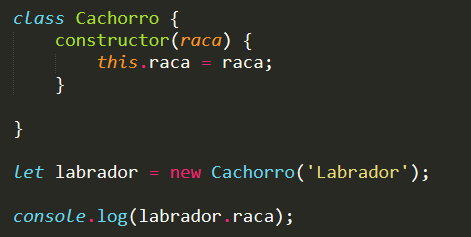 class Cachorro {
    constructor(raca) {
        this.raca = raca;
    }
}
let labrador = new Cachorro('Labrador');
console.log(labrador.raca);